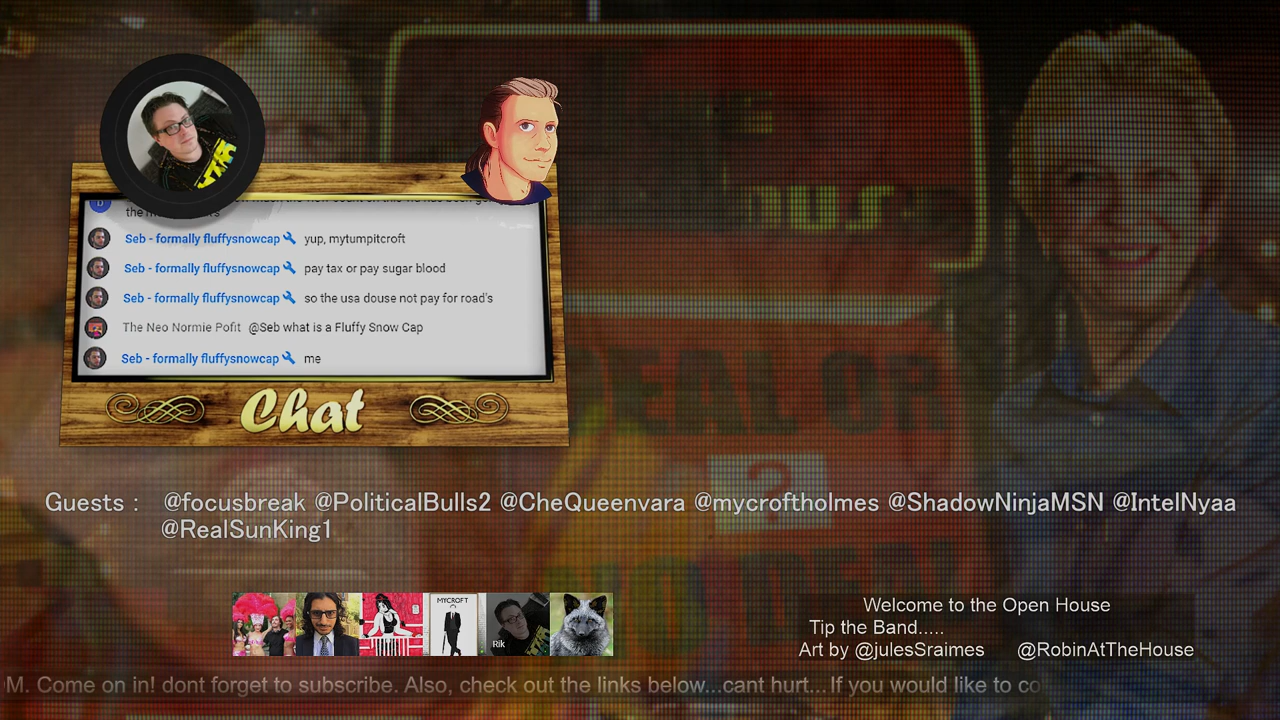 the
Seb - formally fluffysnowcap yup, mytumpitcroft
Seb - formally fluffysnowcap pay tax or pay sugar blood
Seb - formally fluffysnowcap so the usa douse not pay for road's
The Neo Normie Pofit @Seb what is a Fluffy Snow Cap
Seb - formally fluffysnowcap me
Chat
DEAL OR
?
NO DEAL
Guests : @focusbreak @PoliticalBulls2 @CheQueenvara @mycroftholmes @ShadowNinjaMSN @IntelNyaa
@RealSunKing1
MYCROFT
Rik
Welcome to the Open House
Tip the Band.....
Art by @julesSraimes @RobinAtTheHouse
M. Come on in! dont forget to subscribe. Also, check out the links below...cant hurt... If you would like to co